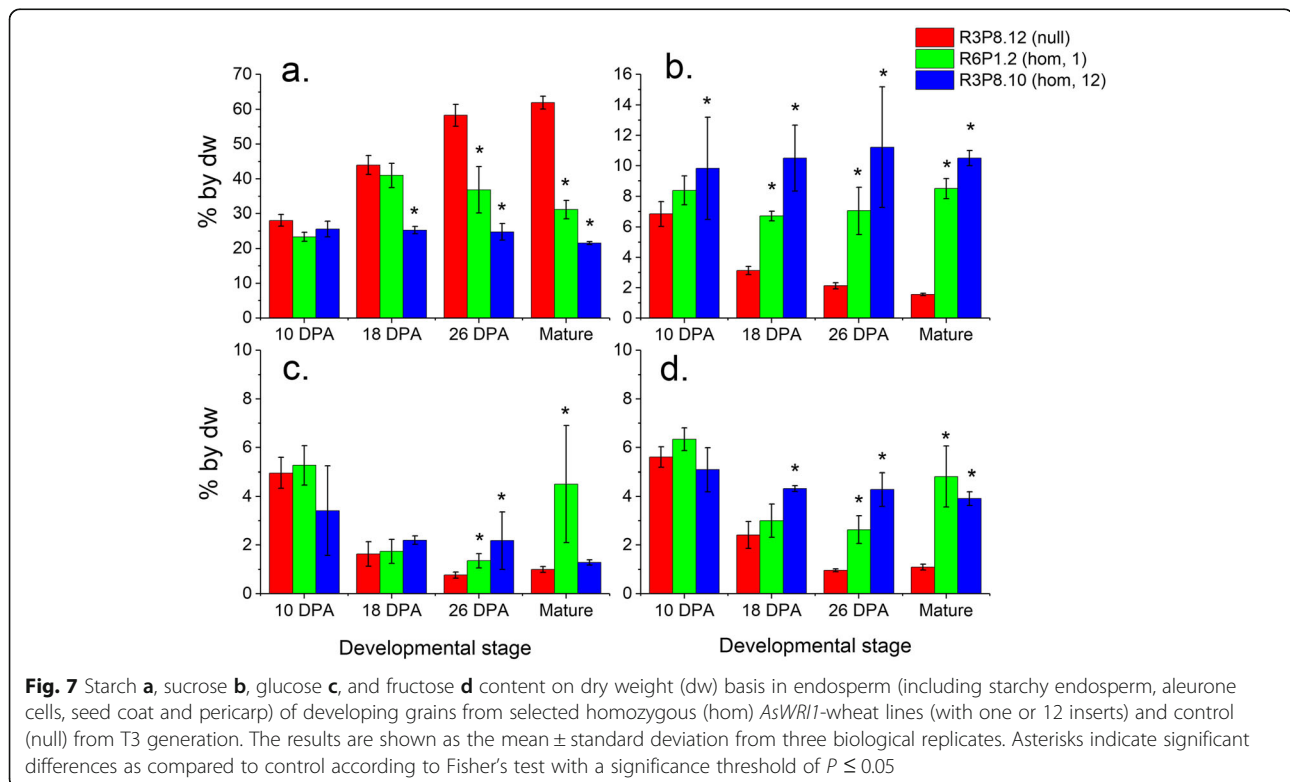 R3P8.12 (null)
R6P1.2 (hom, 1)
R3P8.10 (hom, 12)
a.
70
60
50
40
30
20
10
0
% by dw
* * * * *
10 DPA 18 DPA 26 DPA Mature
b.
16
14
12
10
8
6
4
2
0
* * * * * * *
10 DPA 18 DPA 26 DPA Mature
c.
10
8
6
4
2
0
% by dw
* * *
10 DPA 18 DPA 26 DPA Mature
Developmental stage
d.
10
8
6
4
2
0
* * * * *
10 DPA 18 DPA 26 DPA Mature
Developmental stage
Fig. 7 Starch a, sucrose b, glucose c, and fructose d content on dry weight (dw) basis in endosperm (including starchy endosperm, aleurone
cells, seed coat and pericarp) of developing grains from selected homozygous (hom) AsWRI1-wheat lines (with one or 12 inserts) and control
(null) from T3 generation. The results are shown as the mean ± standard deviation from three biological replicates. Asterisks indicate significant
differences as compared to control according to Fisher's test with a significance threshold of P ≤ 0.05